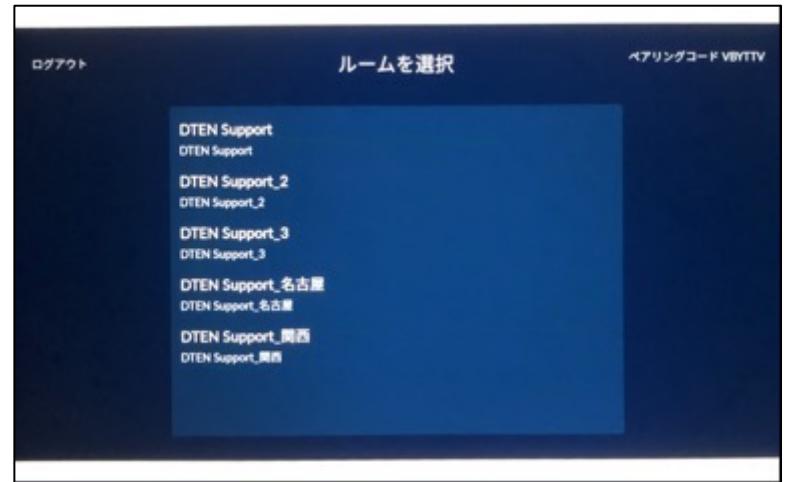 ログアウト
ルームを選択
ペアリングコード VBYTTV
DTEN Support
DTEN Support
DTEN Support_2
DTEN Support_2
DTEN Support_3
DTEN Support_3
DTEN Support_名古屋
DTEN Support_名古屋
DTEN Support_関西
DTEN Support_関西